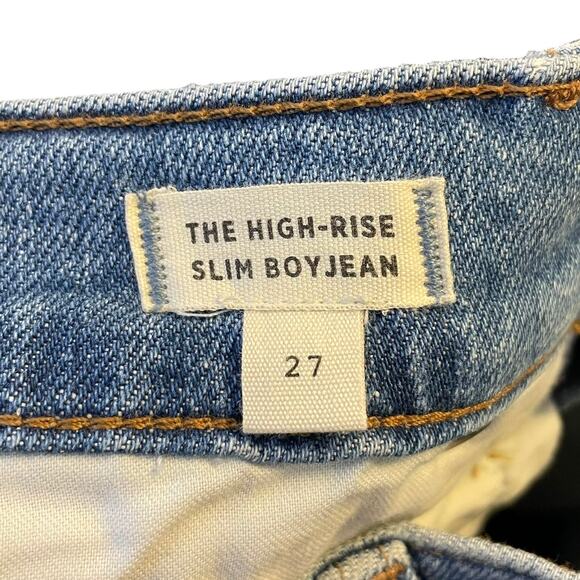 THE HIGH-RISE
SLIM BOYJEAN
27